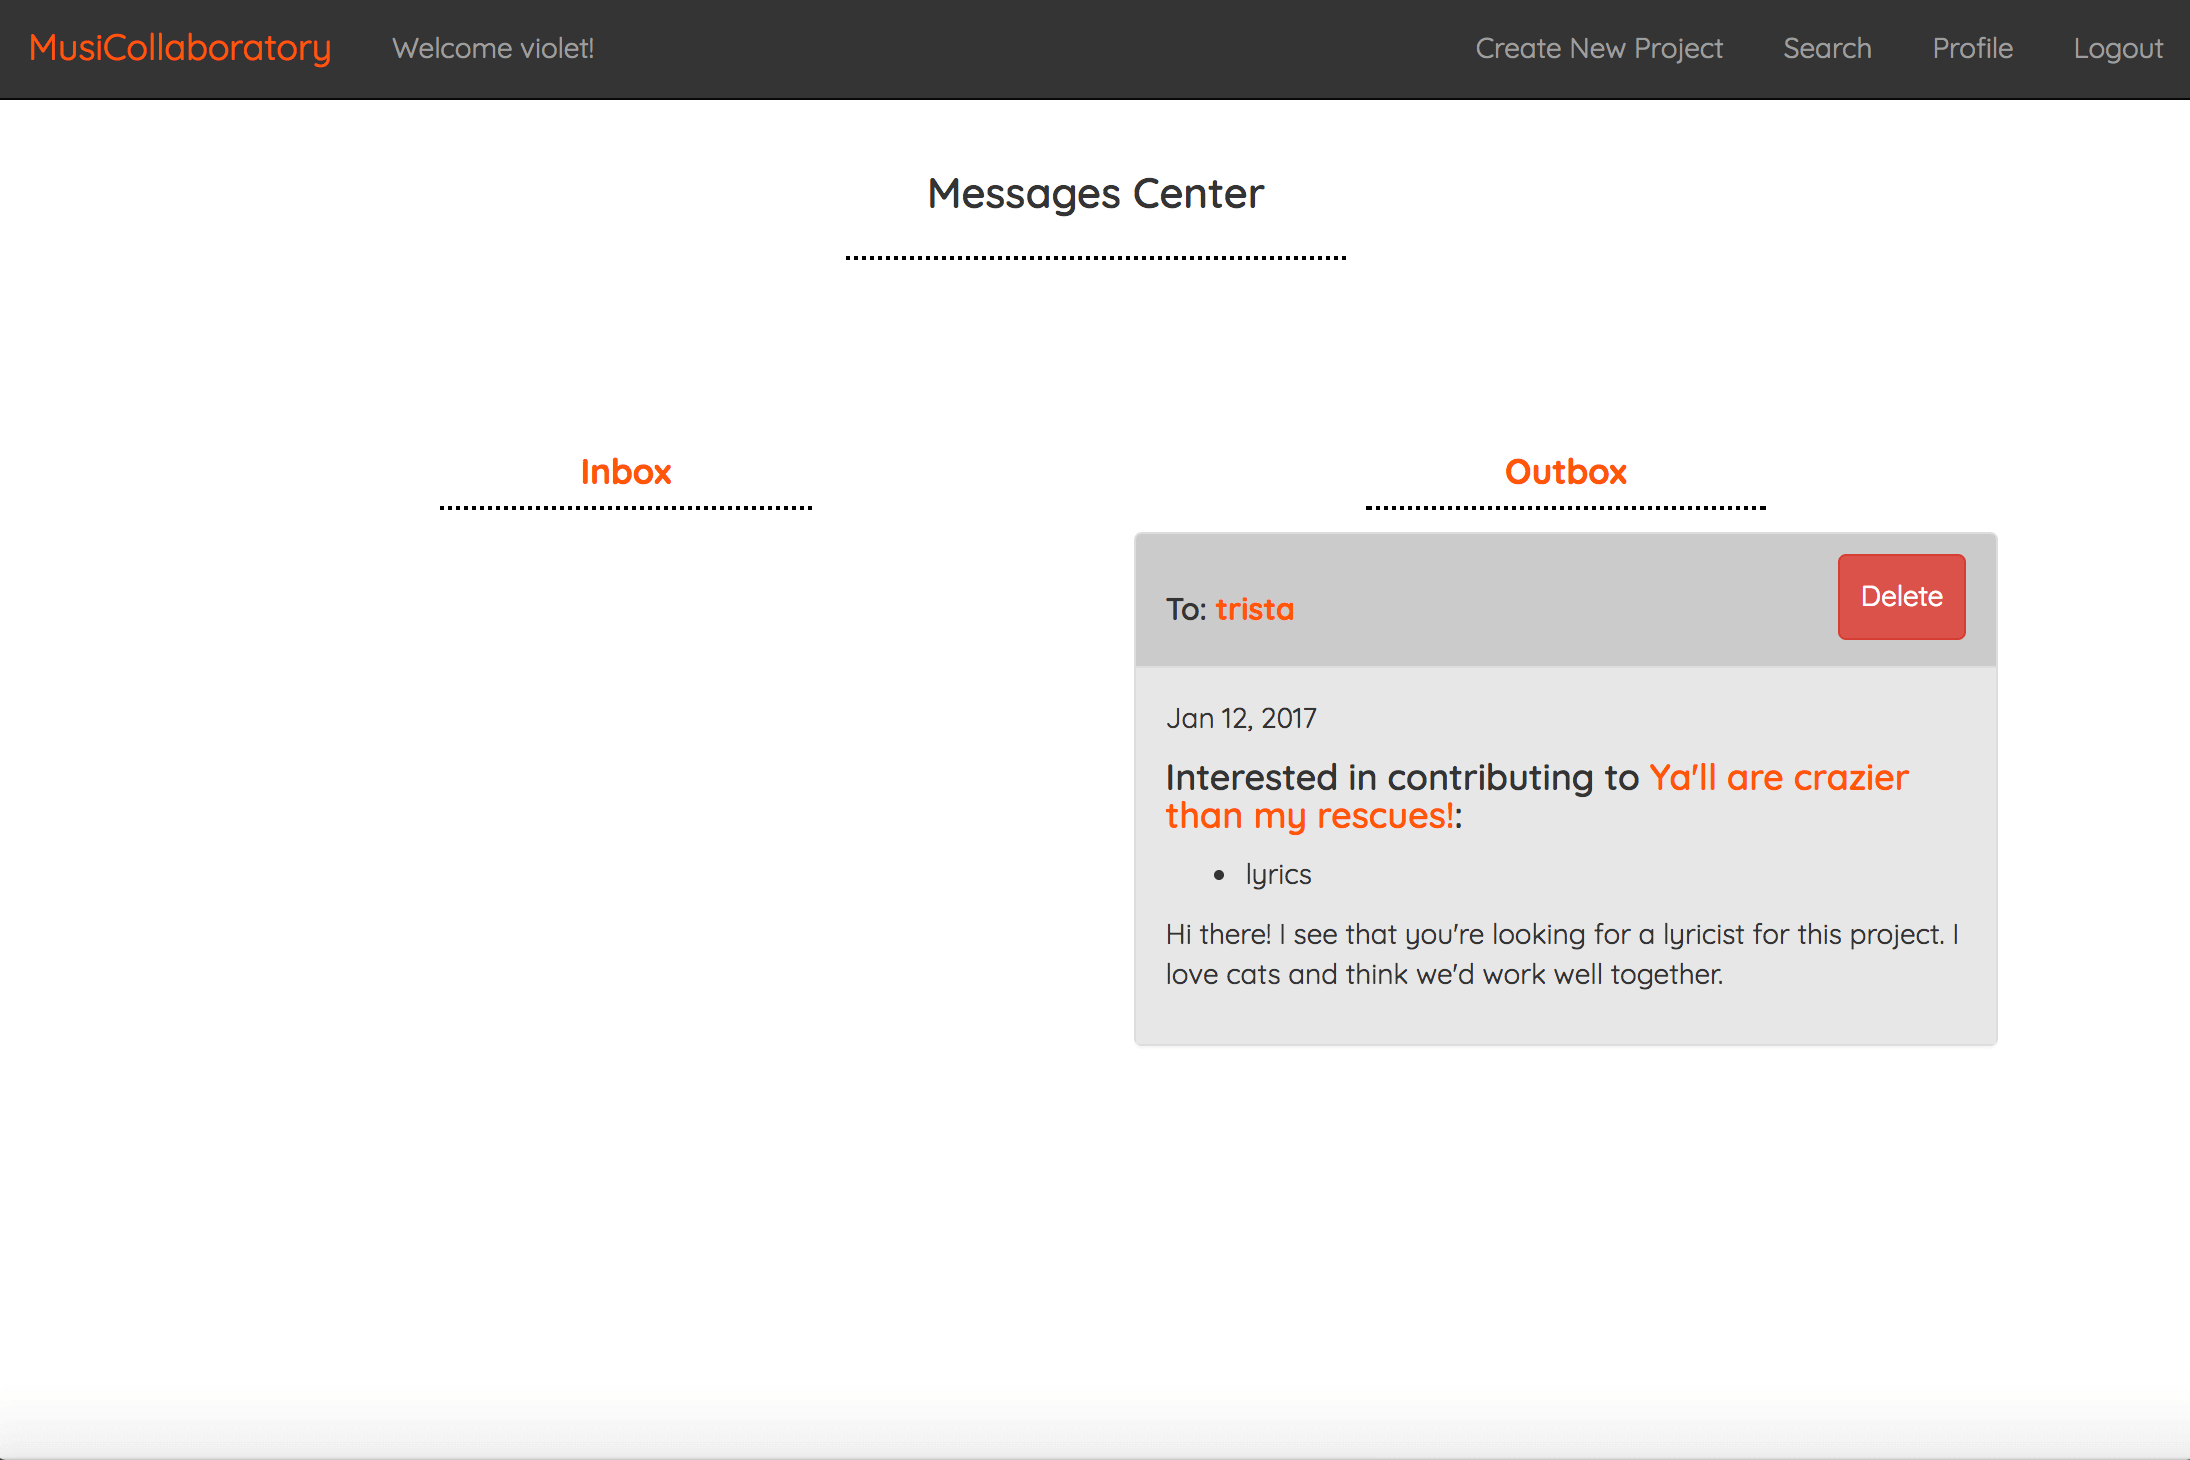 MusiCollaboratory Welcome violet! Create New Project Search Profile Logout
Messages Center
Inbox
Outbox
To: trista
Delete
Jan 12, 2017
Interested in contributing to Ya'll are crazier
than my rescues!:
• lyrics
Hi there! I see that you're looking for a lyricist for this project. I
love cats and think we'd work well together.